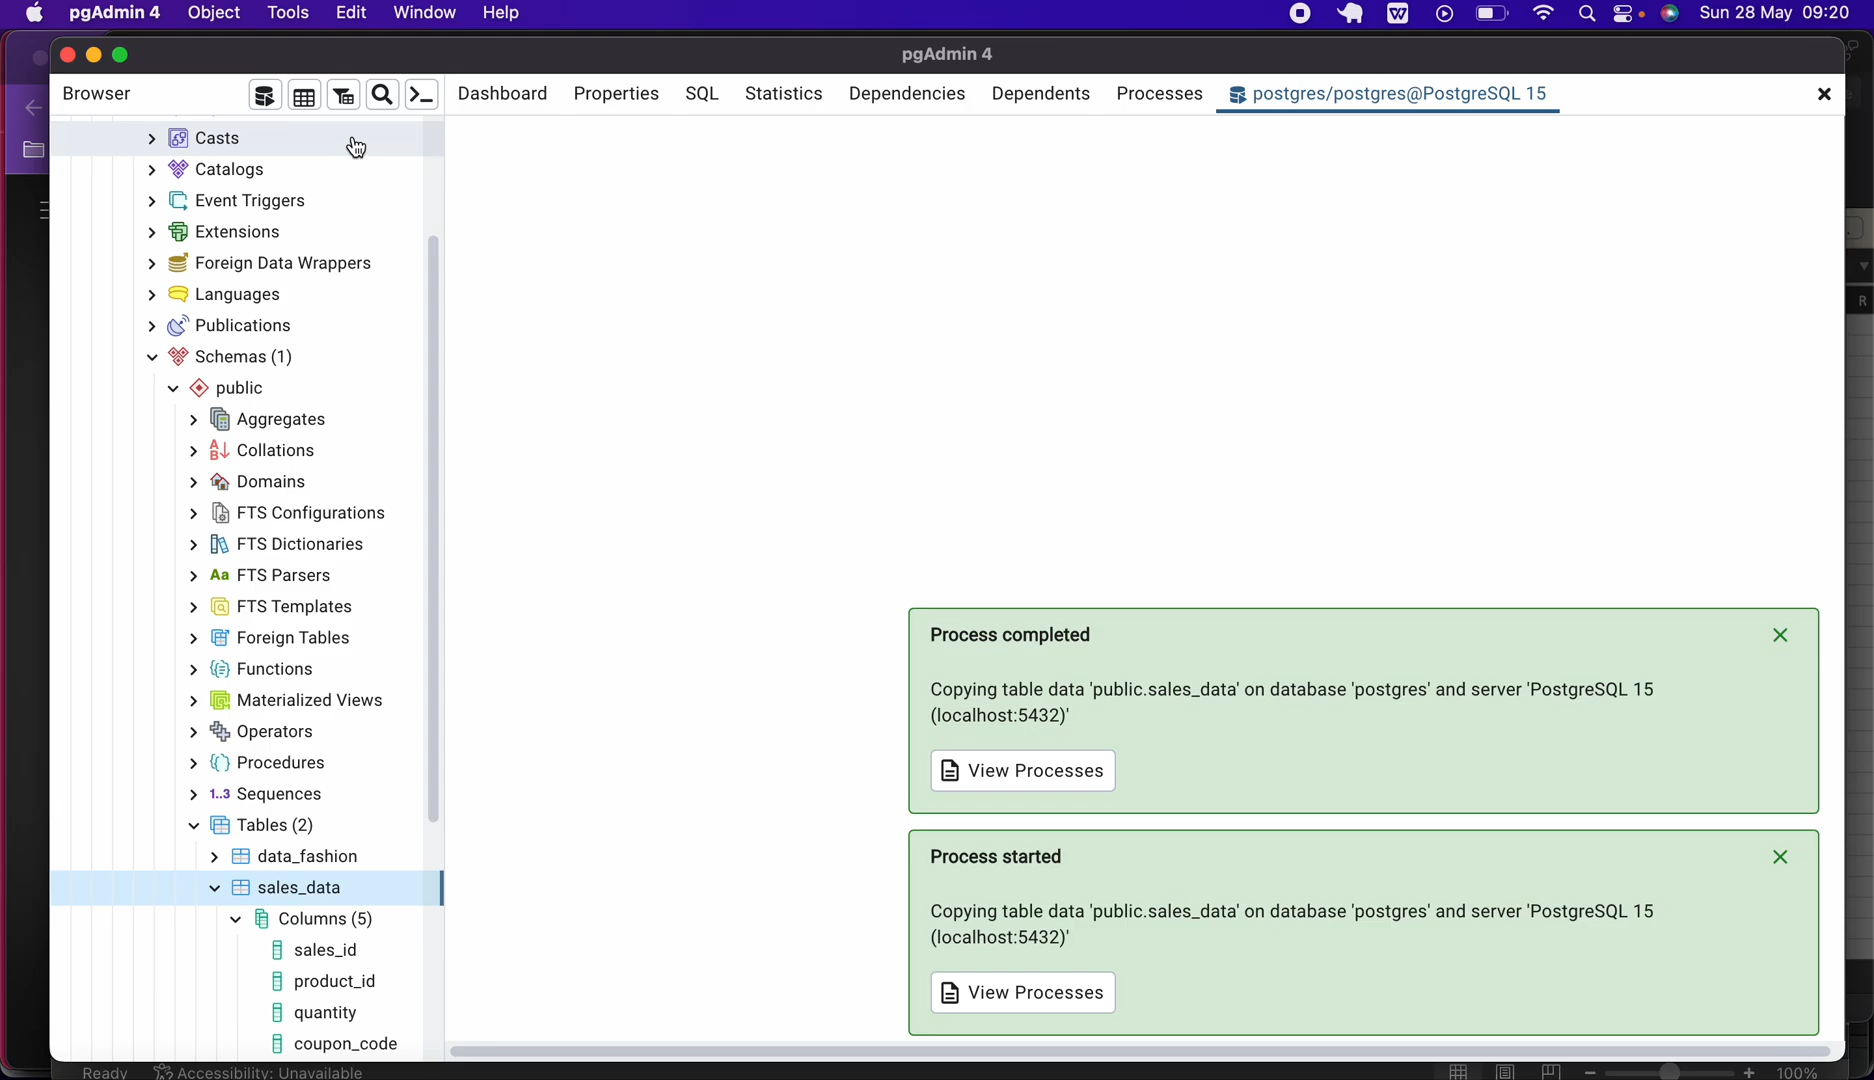 pgAdmin 4 Object Tools Edit Window Help Sun 28 May 09:20
pgAdmin 4
Browser
Dashboard Properties SQL Statistics Dependencies Dependents Processes postgres/postgres@PostgreSQL 15
Casts
Catalogs
Event Triggers
Extensions
Foreign Data Wrappers
Languages
Publications
Schemas (1)
public
Aggregates
Collations
Domains
FTS Configurations
FTS Dictionaries
Aa FTS Parsers
FTS Templates
Foreign Tables
Functions
Materialized Views
Operators
Procedures
1..3 Sequences
Tables (2)
data_fashion
sales_data
Columns (5)
sales_id
product_id
quantity
coupon_code
Process completed
Copying table data 'public.sales_data' on database 'postgres' and server 'PostgreSQL 15
(localhost:5432)'
View Processes
Process started
Copying table data 'public.sales_data' on database 'postgres' and server 'PostgreSQL 15
(localhost:5432)'
View Processes
R
Ready Accessibility: Unavailable 100%